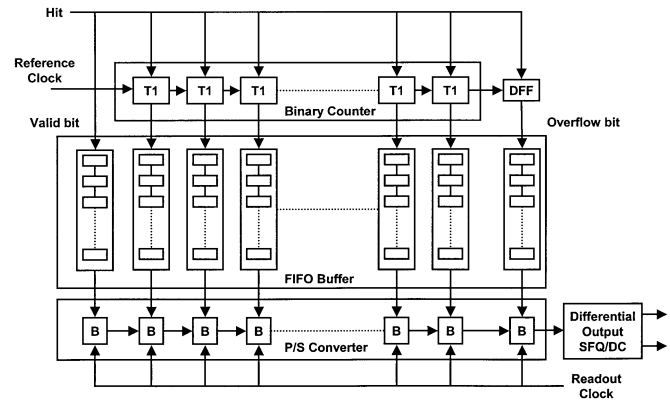 Hit
Reference
Clock
T1 T1 T1 T1 T1 DFF
Binary Counter
Valid bit
Overflow bit
FIFO Buffer
B B B B B B B
P/S Converter
Differential
Output
SFQ/DC
Readout
Clock